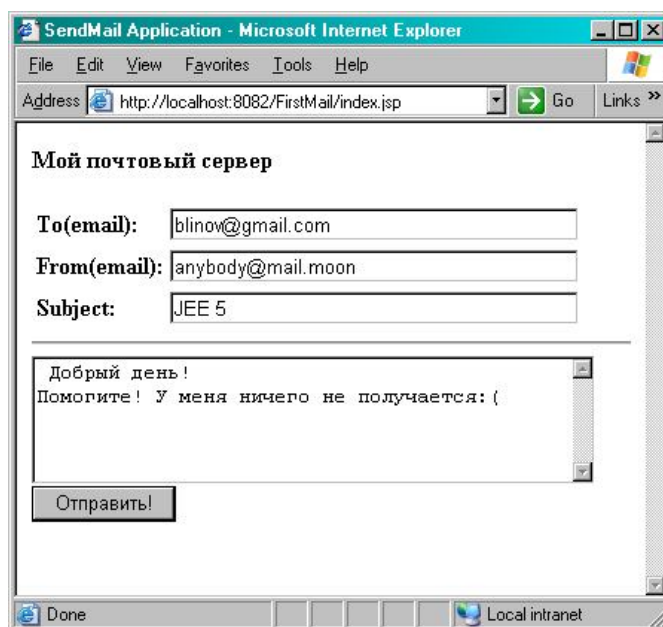 SendMail Application - Microsoft Internet Explorer
File Edit View Favorites Tools Help
Address http://localhost:8082/FirstMail/index.jsp Go Links »
Мой почтовый сервер
To(email): blinov@gmail.com
From(email): anybody@mail.moon
Subject: JEE 5
Добрый день!
Помогите! У меня ничего не получается:(
Отправить!
Done Local intranet